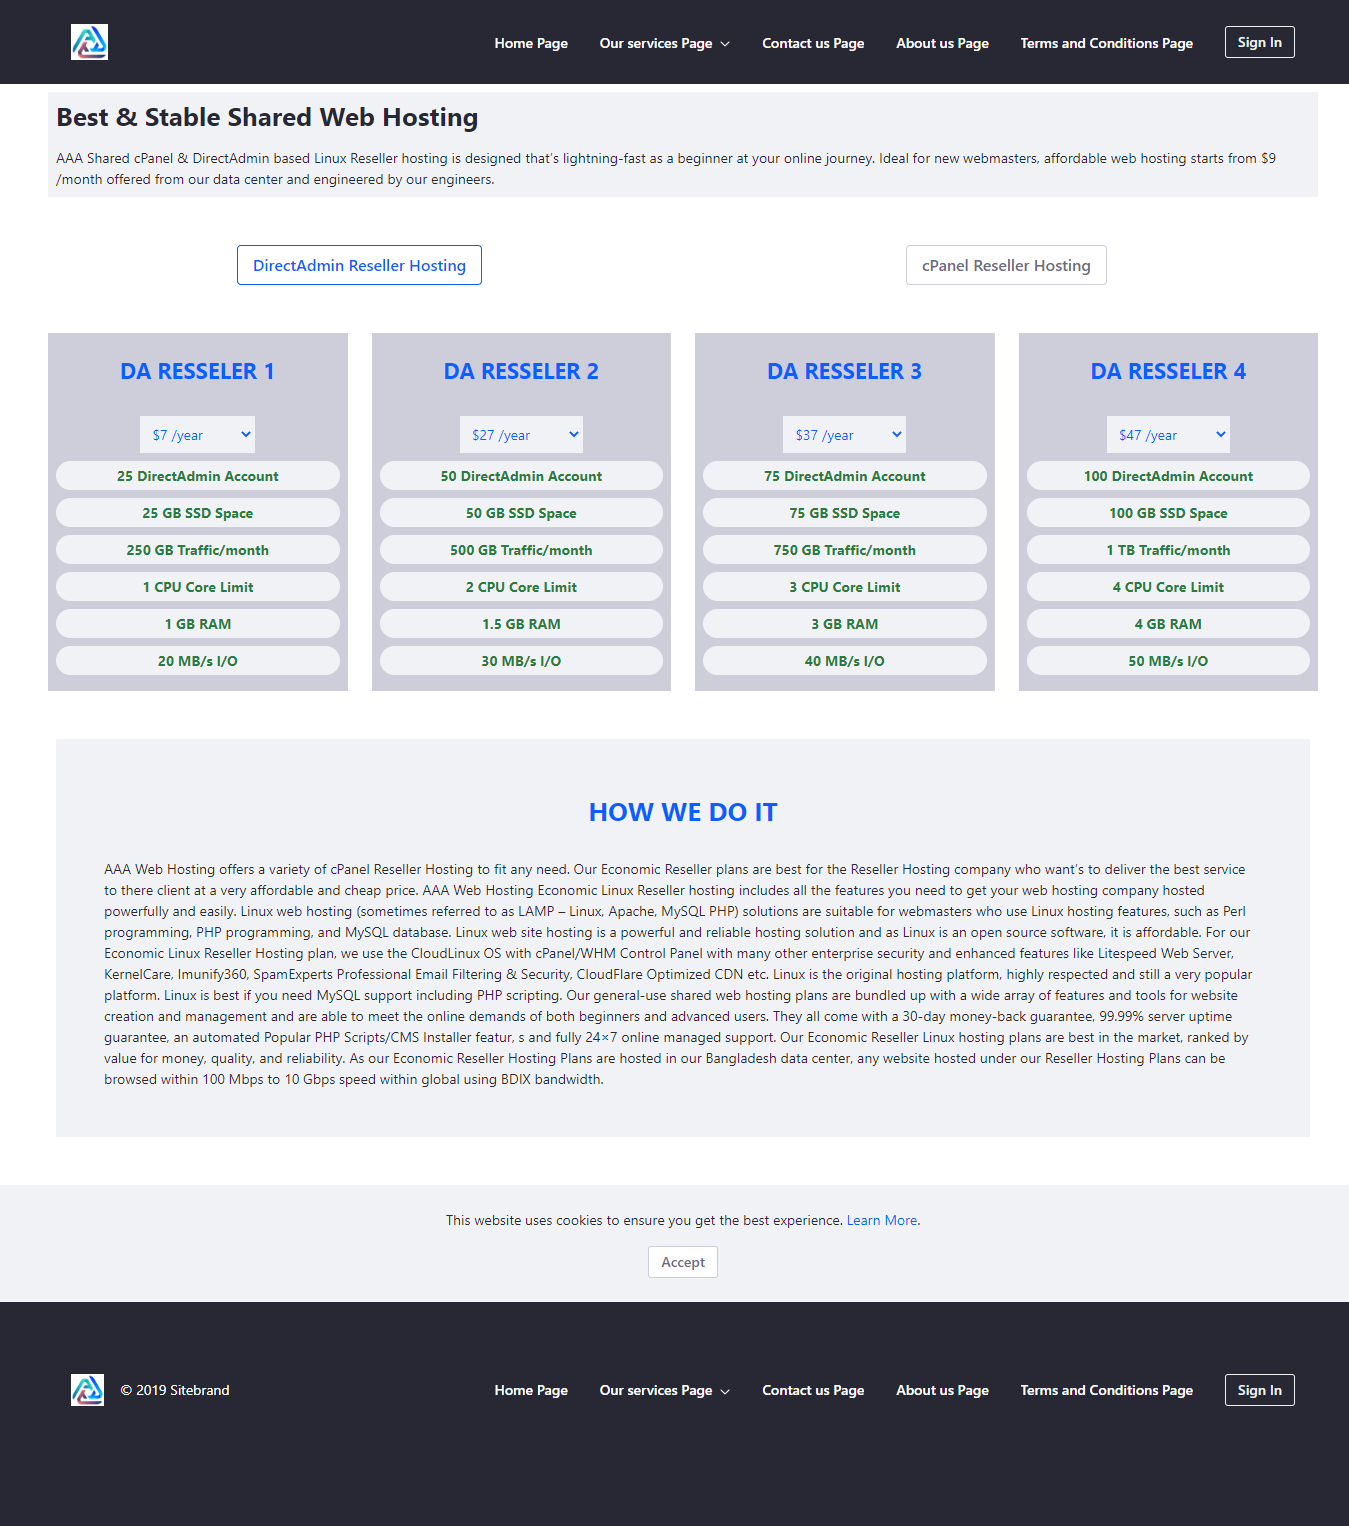 Home Page
Our services Page
Contact us Page
About us Page
Terms and Conditions Page
Sign In
Best & Stable Shared Web Hosting
AAA Shared cPanel & DirectAdmin based Linux Reseller hosting is designed that's lightning-fast as a beginner at your online journey. Ideal for new webmasters, affordable web hosting starts from $9
/month offered from our data center and engineered by our engineers.
DirectAdmin Reseller Hosting
cPanel Reseller Hosting
DA RESSELER 1
$7 /year
25 DirectAdmin Account
25 GB SSD Space
250 GB Traffic/month
1 CPU Core Limit
1 GB RAM
20 MB/s I/O
DA RESSELER 2
$27 /year
50 DirectAdmin Account
50 GB SSD Space
500 GB Traffic/month
2 CPU Core Limit
1.5 GB RAM
30 MB/s I/O
DA RESSELER 3
$37 /year
75 DirectAdmin Account
75 GB SSD Space
750 GB Traffic/month
3 CPU Core Limit
3 GB RAM
40 MB/s I/O
DA RESSELER 4
$47 /year
100 DirectAdmin Account
100 GB SSD Space
1 TB Traffic/month
4 CPU Core Limit
4 GB RAM
50 MB/s I/O
HOW WE DO IT
AAA Web Hosting offers a variety of cPanel Reseller Hosting to fit any need. Our Economic Reseller plans are best for the Reseller Hosting company who want's to deliver the best service
to there client at a very affordable and cheap price. AAA Web Hosting Economic Linux Reseller hosting includes all the features you need to get your web hosting company hosted
powerfully and easily. Linux web hosting (sometimes referred to as LAMP – Linux, Apache, MySQL PHP) solutions are suitable for webmasters who use Linux hosting features, such as Perl
programming, PHP programming, and MySQL database. Linux web site hosting is a powerful and reliable hosting solution and as Linux is an open source software, it is affordable. For our
Economic Linux Reseller Hosting plan, we use the CloudLinux OS with cPanel/WHM Control Panel with many other enterprise security and enhanced features like Litespeed Web Server,
KernelCare, Imunify360, SpamExperts Professional Email Filtering & Security, CloudFlare Optimized CDN etc. Linux is the original hosting platform, highly respected and still a very popular
platform. Linux is best if you need MySQL support including PHP scripting. Our general-use shared web hosting plans are bundled up with a wide array of features and tools for website
creation and management and are able to meet the online demands of both beginners and advanced users. They all come with a 30-day money-back guarantee, 99.99% server uptime
guarantee, an automated Popular PHP Scripts/CMS Installer featur, s and fully 24×7 online managed support. Our Economic Reseller Linux hosting plans are best in the market, ranked by
value for money, quality, and reliability. As our Economic Reseller Hosting Plans are hosted in our Bangladesh data center, any website hosted under our Reseller Hosting Plans can be
browsed within 100 Mbps to 10 Gbps speed within global using BDIX bandwidth.
This website uses cookies to ensure you get the best experience. Learn More.
Accept
© 2019 Sitebrand
Home Page
Our services Page
Contact us Page
About us Page
Terms and Conditions Page
Sign In